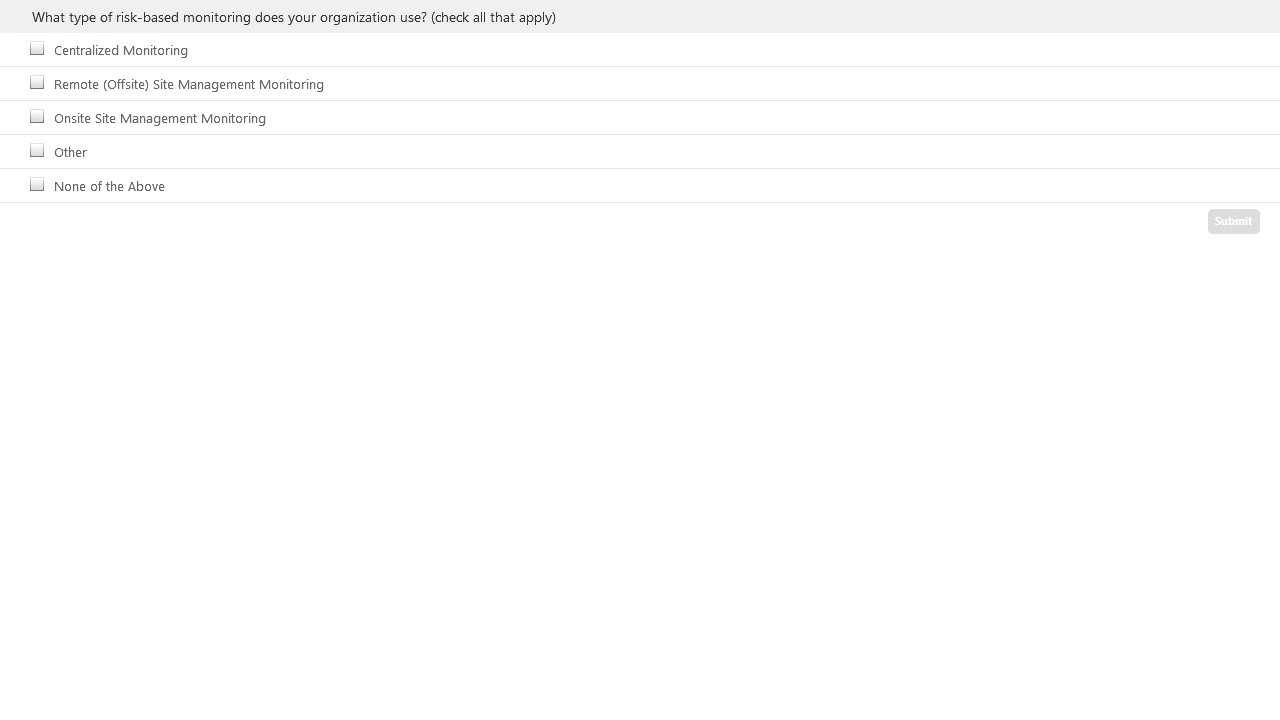 What type of risk-based monitoring does your organization use? (check all that apply)
Centralized Monitoring
Remote (Offsite) Site Management Monitoring
Onsite Site Management Monitoring
Other
None of the Above
Submit